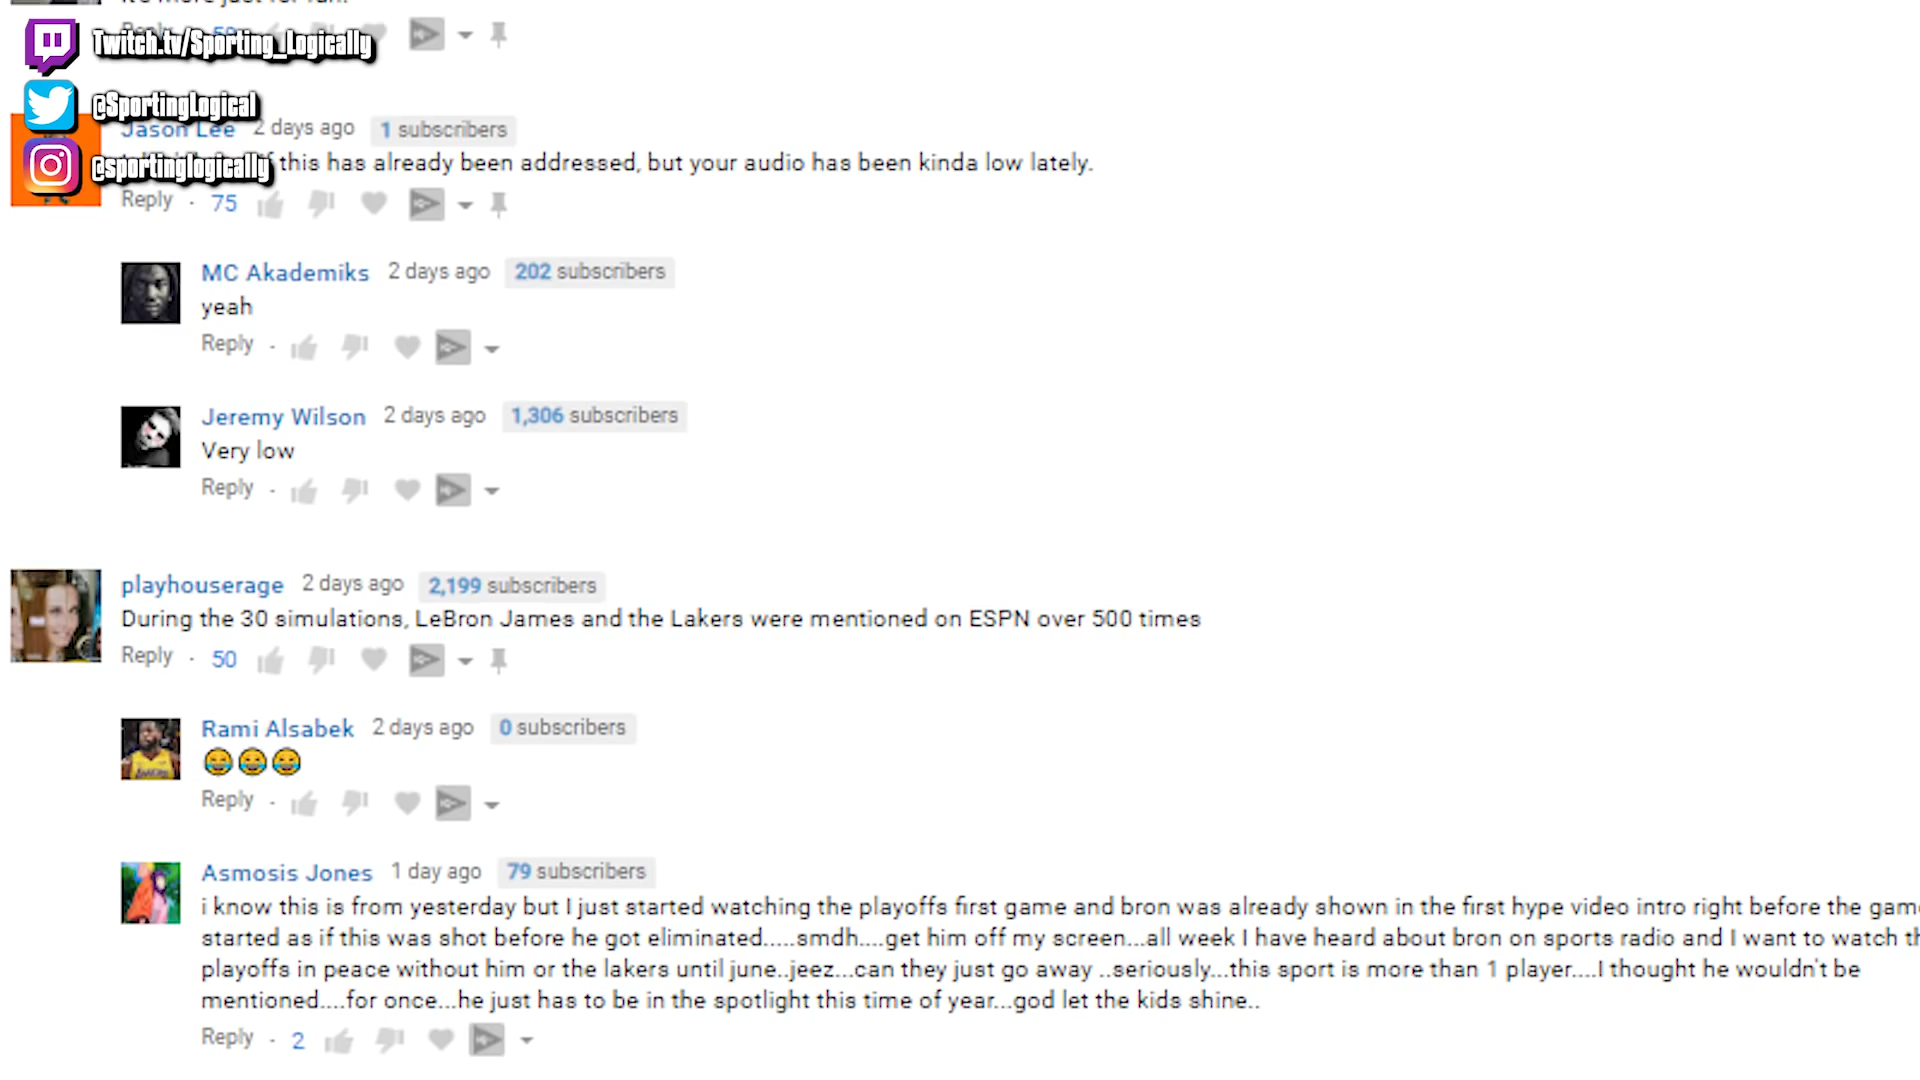 Twitch.tv/Sporting_Logically
@SportingLogical
Jason Lee 2 days ago 1 subscribers
@sportinglogically
this has already been addressed, but your audio has been kinda low lately.
Reply · 75
MC Akademiks 2 days ago 202 subscribers
yeah
Reply ·
Jeremy Wilson 2 days ago 1,306 subscribers
Very low
Reply ·
playhouserage 2 days ago 2,199 subscribers
During the 30 simulations, LeBron James and the Lakers were mentioned on ESPN over 500 times
Reply · 50
Rami Alsabek 2 days ago 0 subscribers
😂😂😂
Reply ·
Asmosis Jones 1 day ago 79 subscribers
i know this is from yesterday but I just started watching the playoffs first game and bron was already shown in the first hype video intro right before the game
started as if this was shot before he got eliminated.....smdh....get him off my screen...all week I have heard about bron on sports radio and I want to watch th
playoffs in peace without him or the lakers until june..jeez...can they just go away ..seriously...this sport is more than 1 player....I thought he wouldn't be
mentioned....for once...he just has to be in the spotlight this time of year...god let the kids shine..
Reply · 2